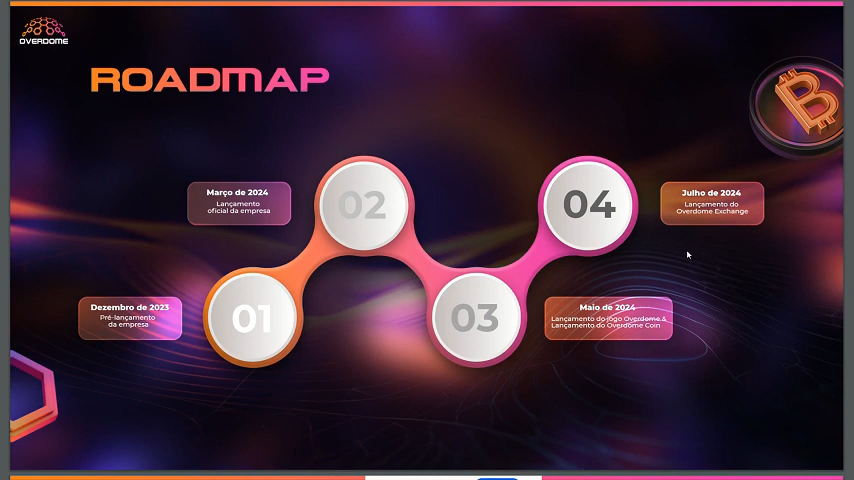 OVERDOME
ROADMAP
Março de 2024
Lançamento
oficial da empresa
02
04
Julho de 2024
Lançamento do
Overdome Exchange
Dezembro de 2023
Pré-lançamento
da empresa
01
03
Maio de 2024
Lançamento do jogo Overdome &
Lançamento do Overdome Coin